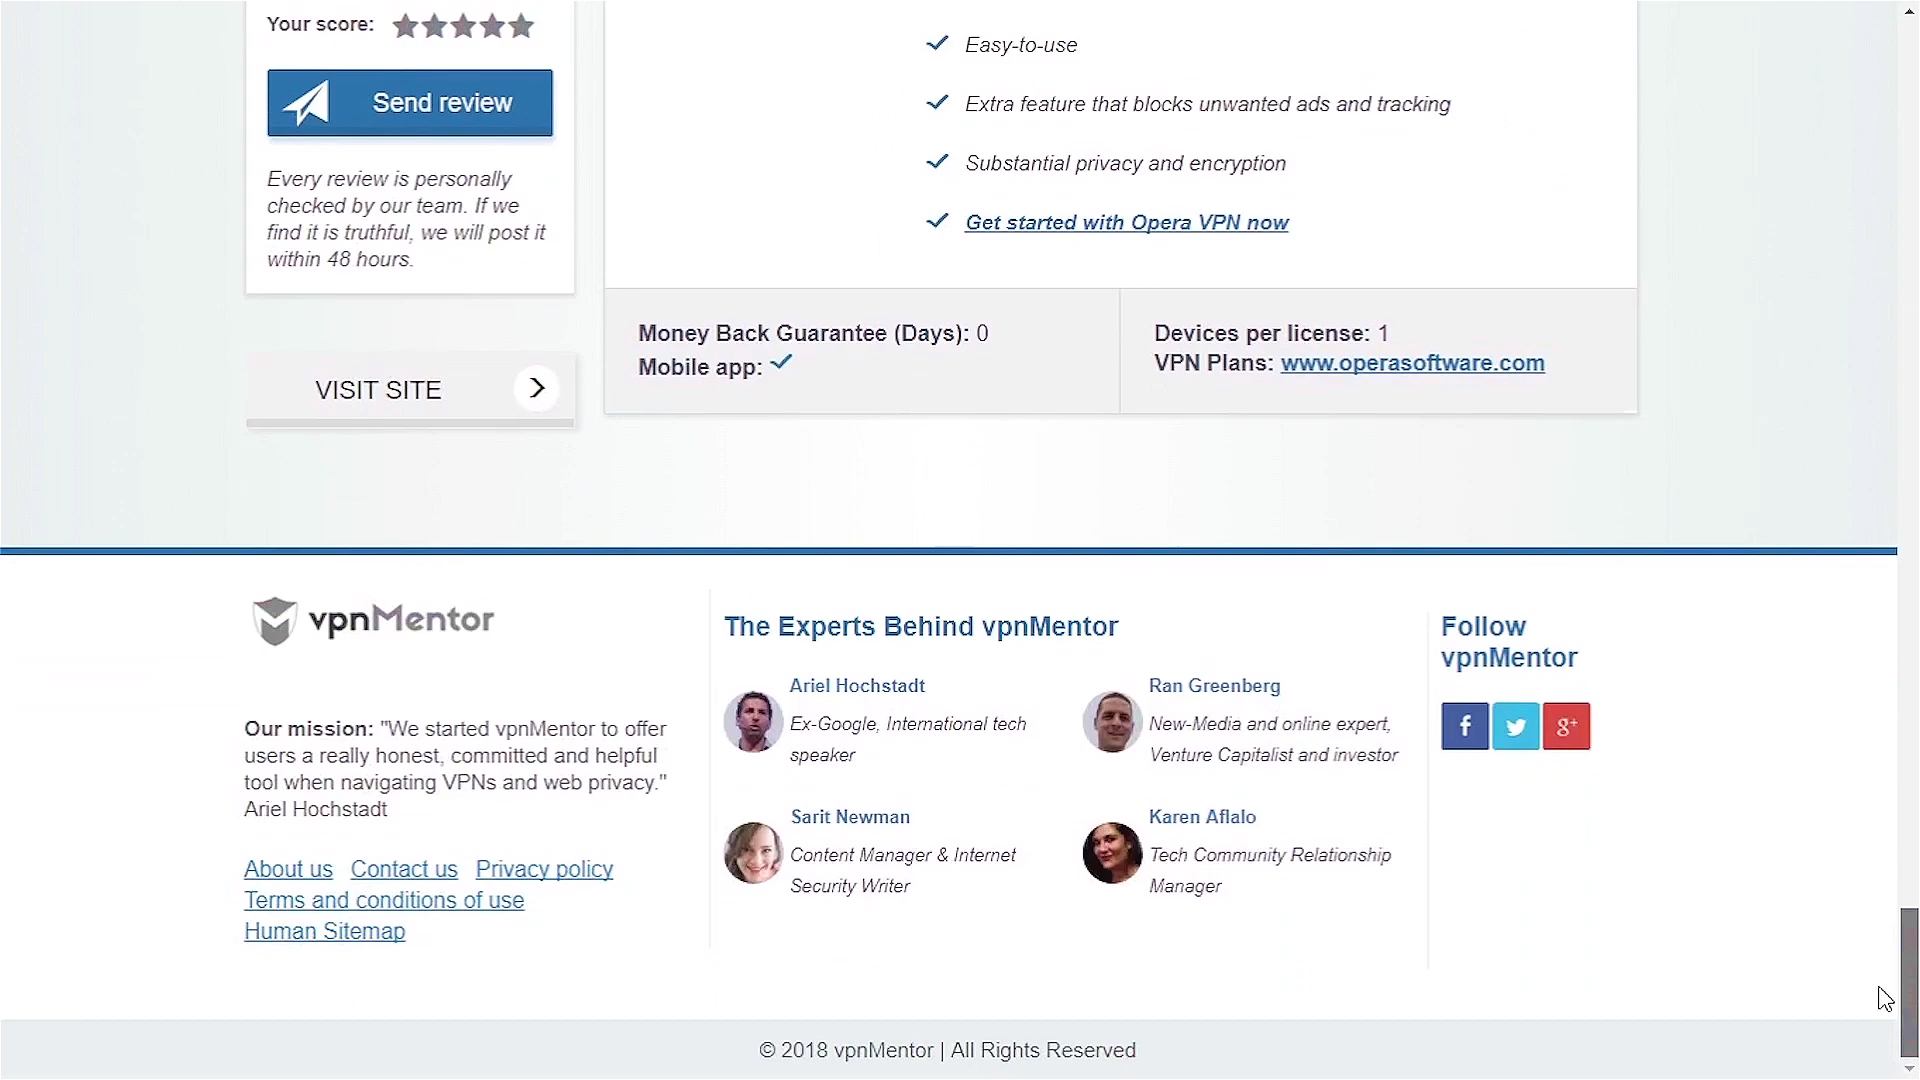 Your score:
Send review
Every review is personally
checked by our team. If we
find it is truthful, we will post it
within 48 hours.
VISIT SITE
Easy-to-use
Extra feature that blocks unwanted ads and tracking
Substantial privacy and encryption
Get started with Opera VPN now
Money Back Guarantee (Days): 0
Mobile app:
Devices per license: 1
VPN Plans: www.operasoftware.com
vpnMentor
Our mission: "We started vpnMentor to offer
users a really honest, committed and helpful
tool when navigating VPNs and web privacy."
Ariel Hochstadt
About us Contact us Privacy policy
Terms and conditions of use
Human Sitemap
The Experts Behind vpnMentor
Ariel Hochstadt
Ex-Google, International tech
speaker
Ran Greenberg
New-Media and online expert,
Venture Capitalist and investor
Sarit Newman
Content Manager & Internet
Security Writer
Karen Aflalo
Tech Community Relationship
Manager
Follow
vpnMentor
f
g+
© 2018 vpnMentor | All Rights Reserved